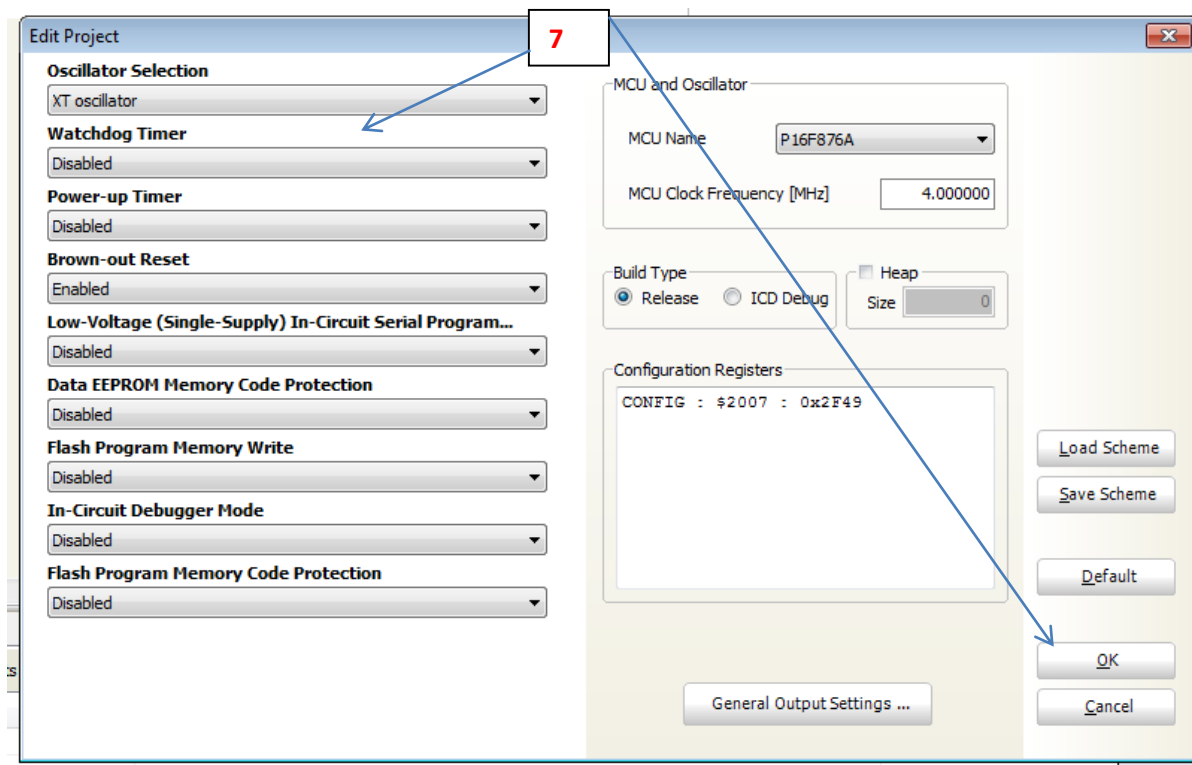 7
Edit Project
Oscillator Selection
XT oscillator
Watchdog Timer
Disabled
Power-up Timer
Disabled
Brown-out Reset
Enabled
Low-Voltage (Single-Supply) In-Circuit Serial Program...
Disabled
Data EEPROM Memory Code Protection
Disabled
Flash Program Memory Write
Disabled
In-Circuit Debugger Mode
Disabled
Flash Program Memory Code Protection
Disabled
MCU and Oscillator
MCU Name P16F876A
MCU Clock Frequency [MHz] 4.000000
Build Type
Release ICD Debug
Heap
Size 0
Configuration Registers
CONFIG : $2007 : 0x2F49
General Output Settings ...
Load Scheme
Save Scheme
Default
OK
Cancel